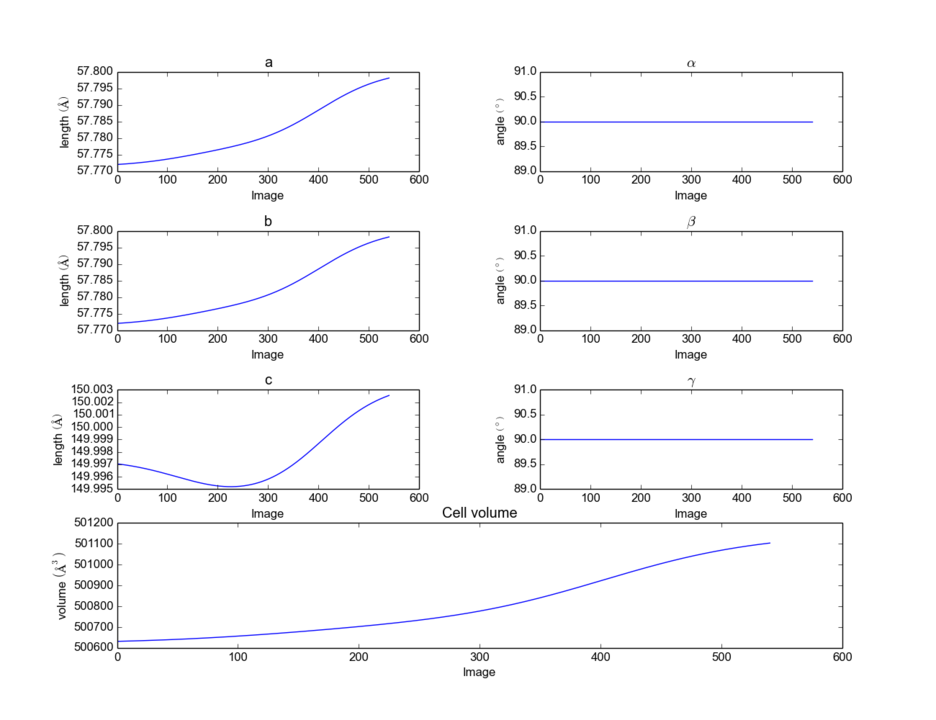 a
57.800
57.795
57.790
57.785
57.780
57.775
57.770
length (Å)
0 100 200 300 400 500 600
Image
α
91.0
90.5
90.0
89.5
89.0
angle (°)
0 100 200 300 400 500 600
Image
b
57.800
57.795
57.790
57.785
57.780
57.775
57.770
length (Å)
0 100 200 300 400 500 600
Image
β
91.0
90.5
90.0
89.5
89.0
angle (°)
0 100 200 300 400 500 600
Image
c
150.003
150.002
150.001
150.000
149.999
149.998
149.997
149.996
149.995
length (Å)
0 100 200 300 400 500 600
Image
γ
91.0
90.5
90.0
89.5
89.0
angle (°)
0 100 200 300 400 500 600
Image
Cell volume
501200
501100
501000
500900
500800
500700
500600
volume (Å³)
0 100 200 300 400 500 600
Image